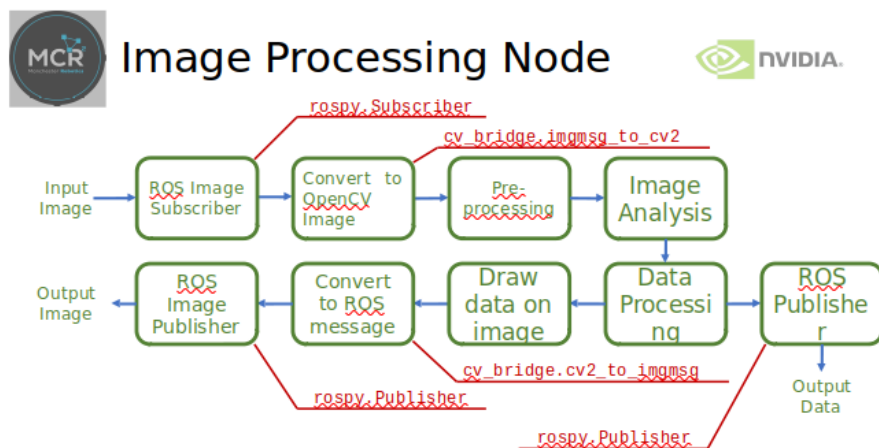 MCR
Manchester Robotics
Image Processing Node
NVIDIA.
rospy.Subscriber
cv_bridge.imgmsg_to_cv2
Input
Image
ROS Image
Subscriber
Convert to
OpenCV
Image
Pre-
processing
Image
Analysis
Output
Image
ROS
Image
Publisher
Convert
to ROS
message
Draw
data on
image
Data
Processi
ng
ROS
Publishe
r
cv_bridge.cv2_to_imgmsg
rospy.Publisher
Output
Data
rospy.Publisher